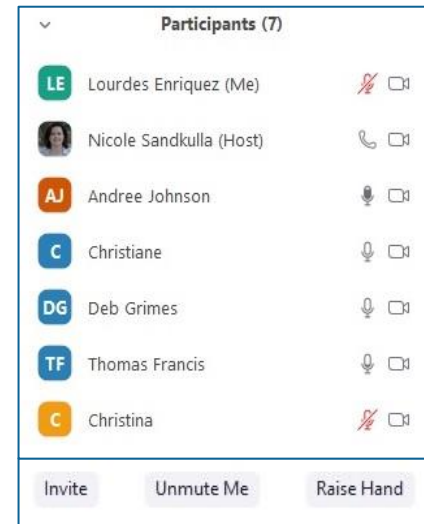 Participants (7)
LE Lourdes Enriquez (Me)
Nicole Sandkulla (Host)
AJ Andree Johnson
C Christiane
DG Deb Grimes
TF Thomas Francis
C Christina
Invite Unmute Me Raise Hand